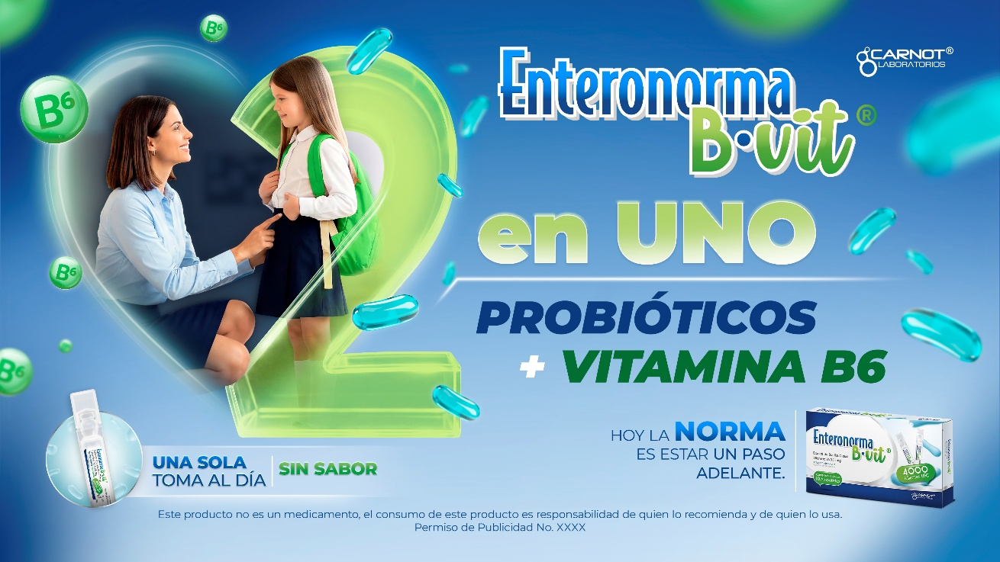 B6
B6
B6
B6
CARNOT®
LABORATORIOS
Enteronorma
B·vit®
2
en UNO
PROBIÓTICOS
+ VITAMINA B6
UNA SOLA
TOMA AL DÍA
SIN SABOR
HOY LA NORMA
ES ESTAR UN PASO
ADELANTE.
Enteronorma
B·vit®
4000
CARNOT®
Este producto no es un medicamento, el consumo de este producto es responsabilidad de quien lo recomienda y de quien lo usa.
Permiso de Publicidad No. XXXX